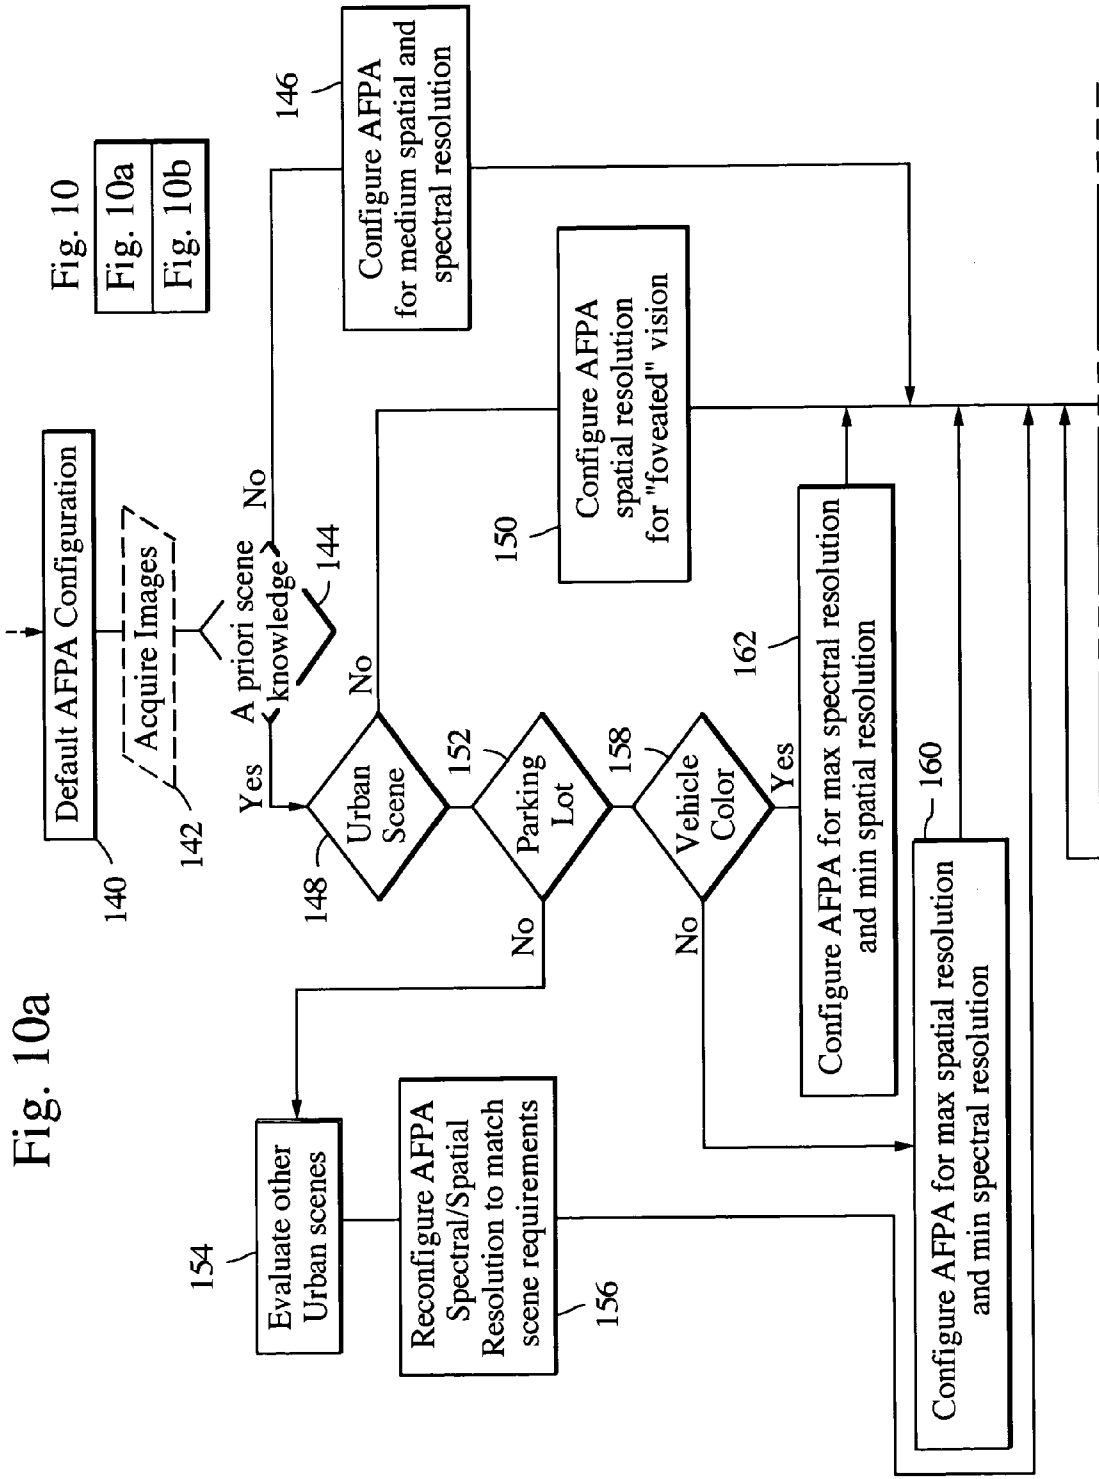 Fig. 10a
Fig. 10
Fig. 10a
Fig. 10b
Default AFPA Configuration
140
Acquire Images
142
A priori scene
knowledge
144
Yes
No
Configure AFPA
for medium spatial and
spectral resolution
146
Urban
Scene
148
No
Configure AFPA
spatial resolution
for "foveated" vision
150
Parking
Lot
152
No
Evaluate other
Urban scenes
154
Reconfigure AFPA
Spectral/Spatial
Resolution to match
scene requirements
156
Vehicle
Color
158
No
Yes
Configure AFPA for max spectral resolution
and min spatial resolution
162
Configure AFPA for max spatial resolution
and min spectral resolution
160